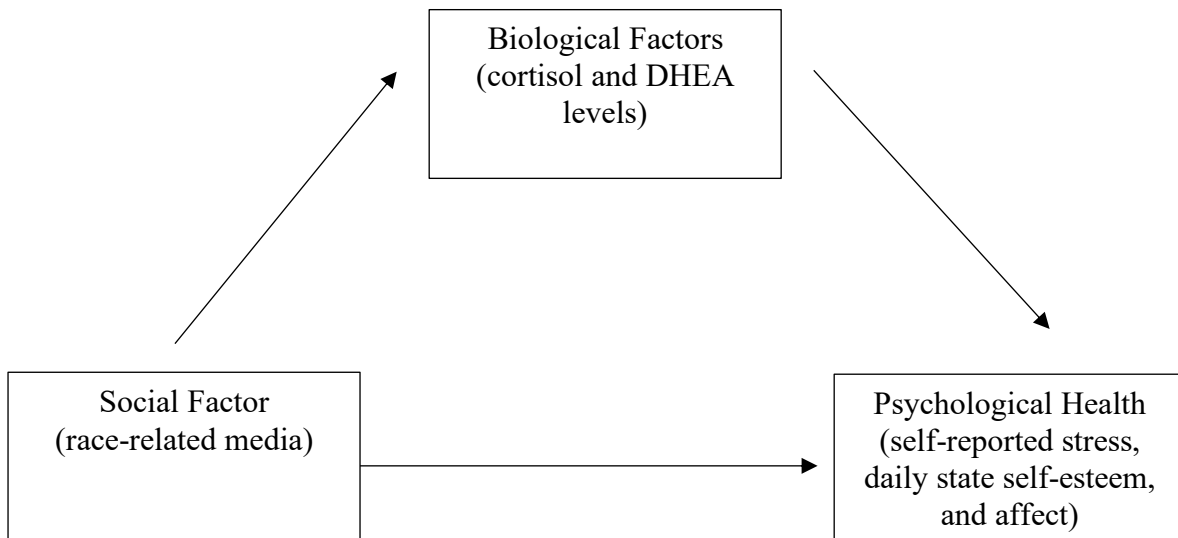 Biological Factors
(cortisol and DHEA
levels)
Social Factor
(race-related media)
Psychological Health
(self-reported stress,
daily state self-esteem,
and affect)